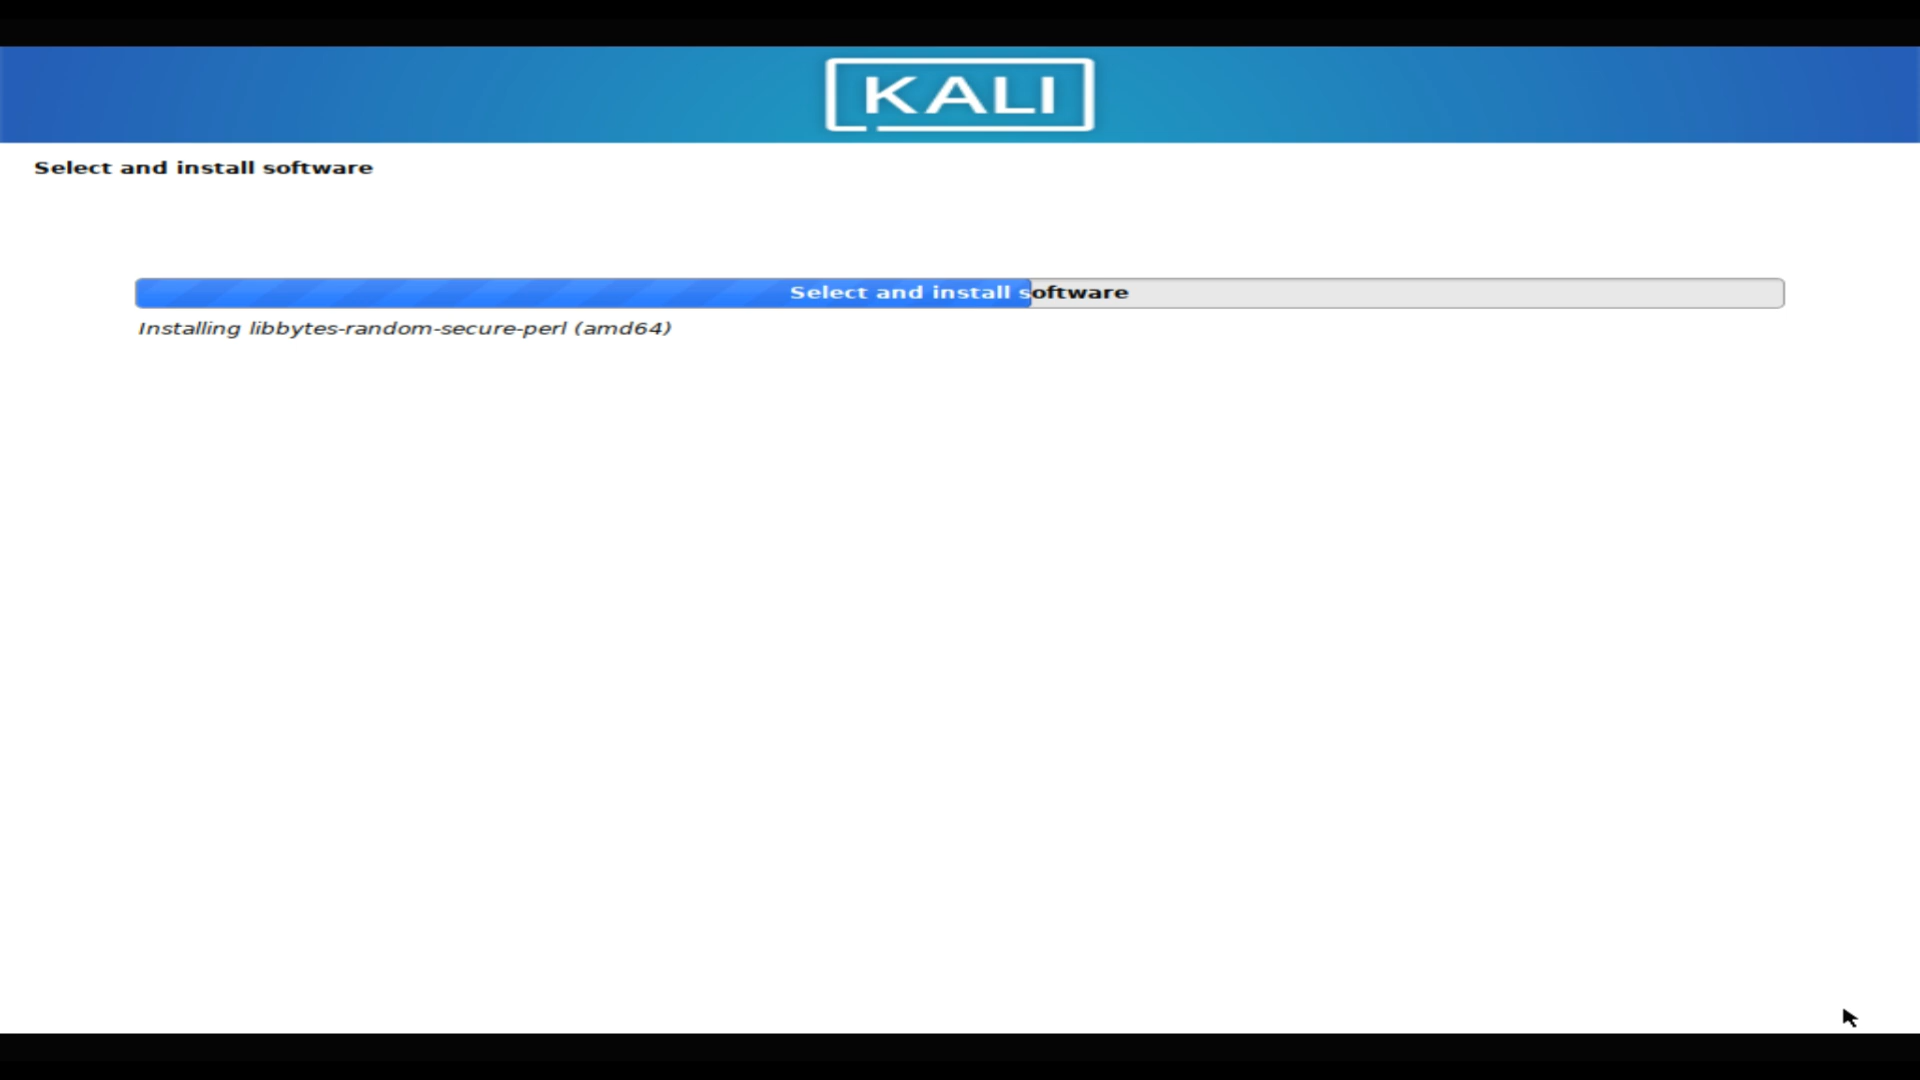 KALI
Select and install software
Select and install software
Installing libbytes-random-secure-perl (amd64)